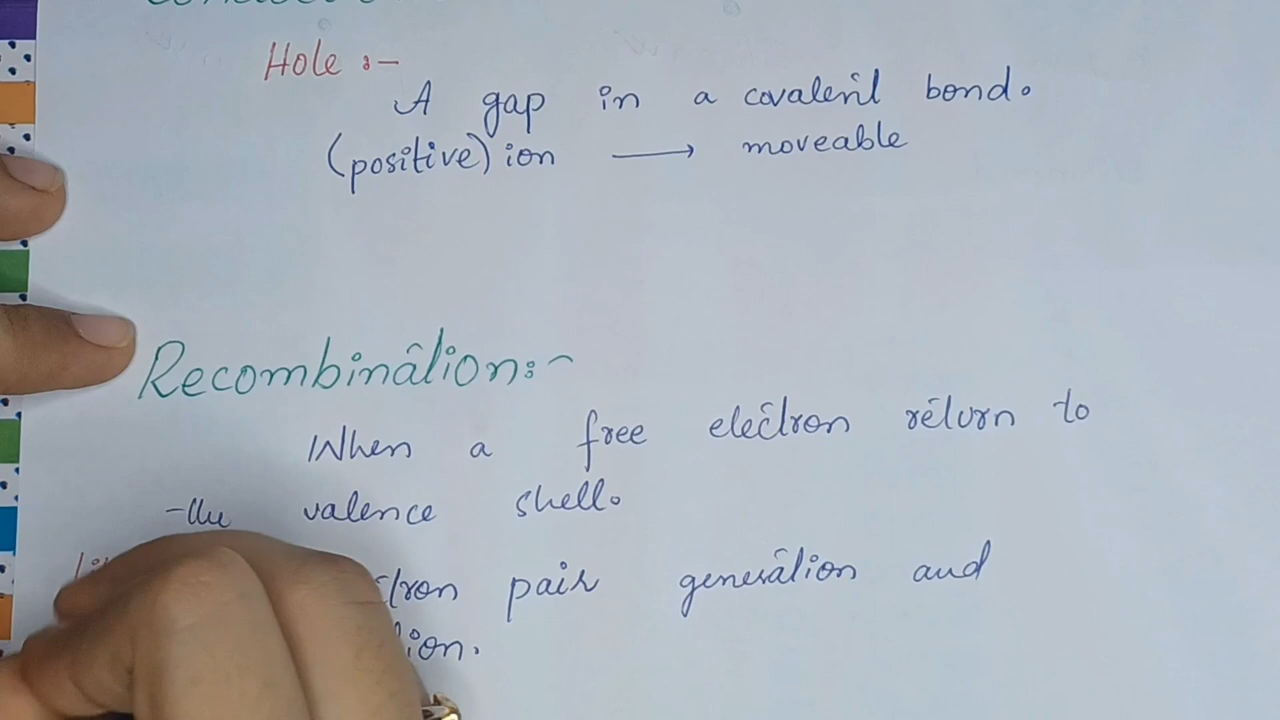 Hole :-
A gap in a covalent bond.
(positive) ion → moveable
Recombination:-
When a free electron return to
the valence shell.
pair generation and